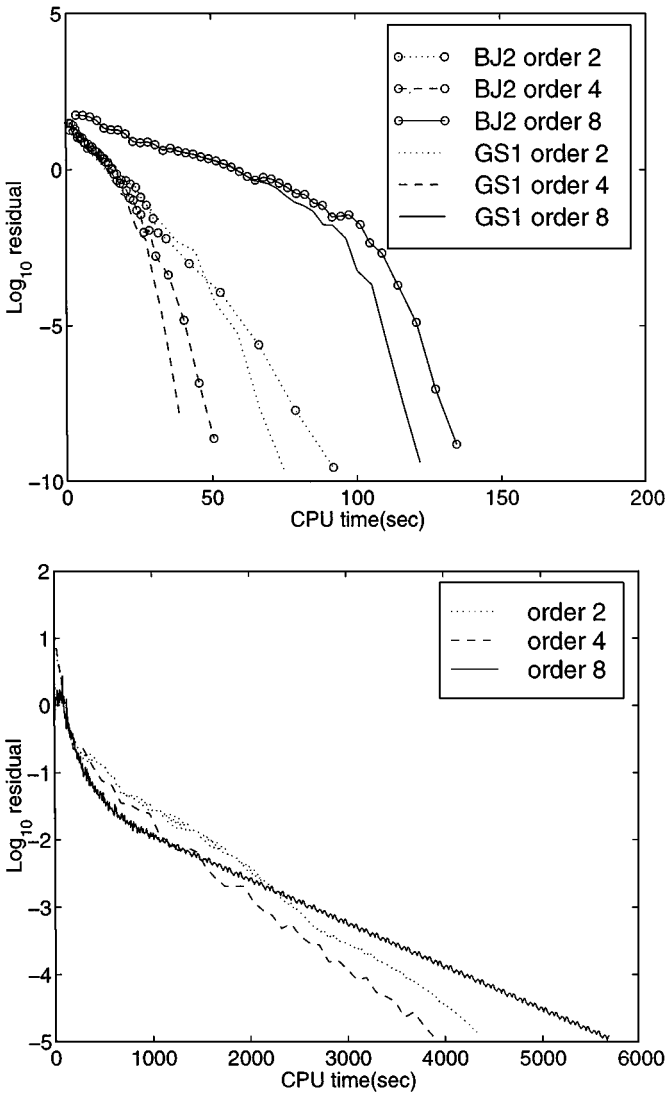 5
0
−5
−10
Log10 residual
BJ2 order 2
BJ2 order 4
BJ2 order 8
GS1 order 2
GS1 order 4
GS1 order 8
0 50 100 150 200
CPU time(sec)
2
1
0
−1
−2
−3
−4
−5
Log10 residual
order 2
order 4
order 8
0 1000 2000 3000 4000 5000 6000
CPU time(sec)